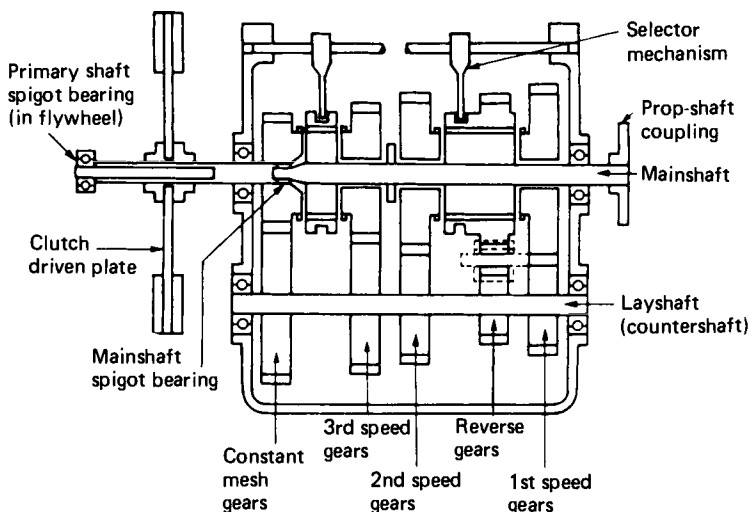 Selector
mechanism
Primary shaft
spigot bearing
(in flywheel)
Prop-shaft
coupling
Mainshaft
Clutch
driven plate
Layshaft
(countershaft)
Mainshaft
spigot bearing
3rd speed
gears
Reverse
gears
Constant
mesh
gears
2nd speed
gears
1st speed
gears